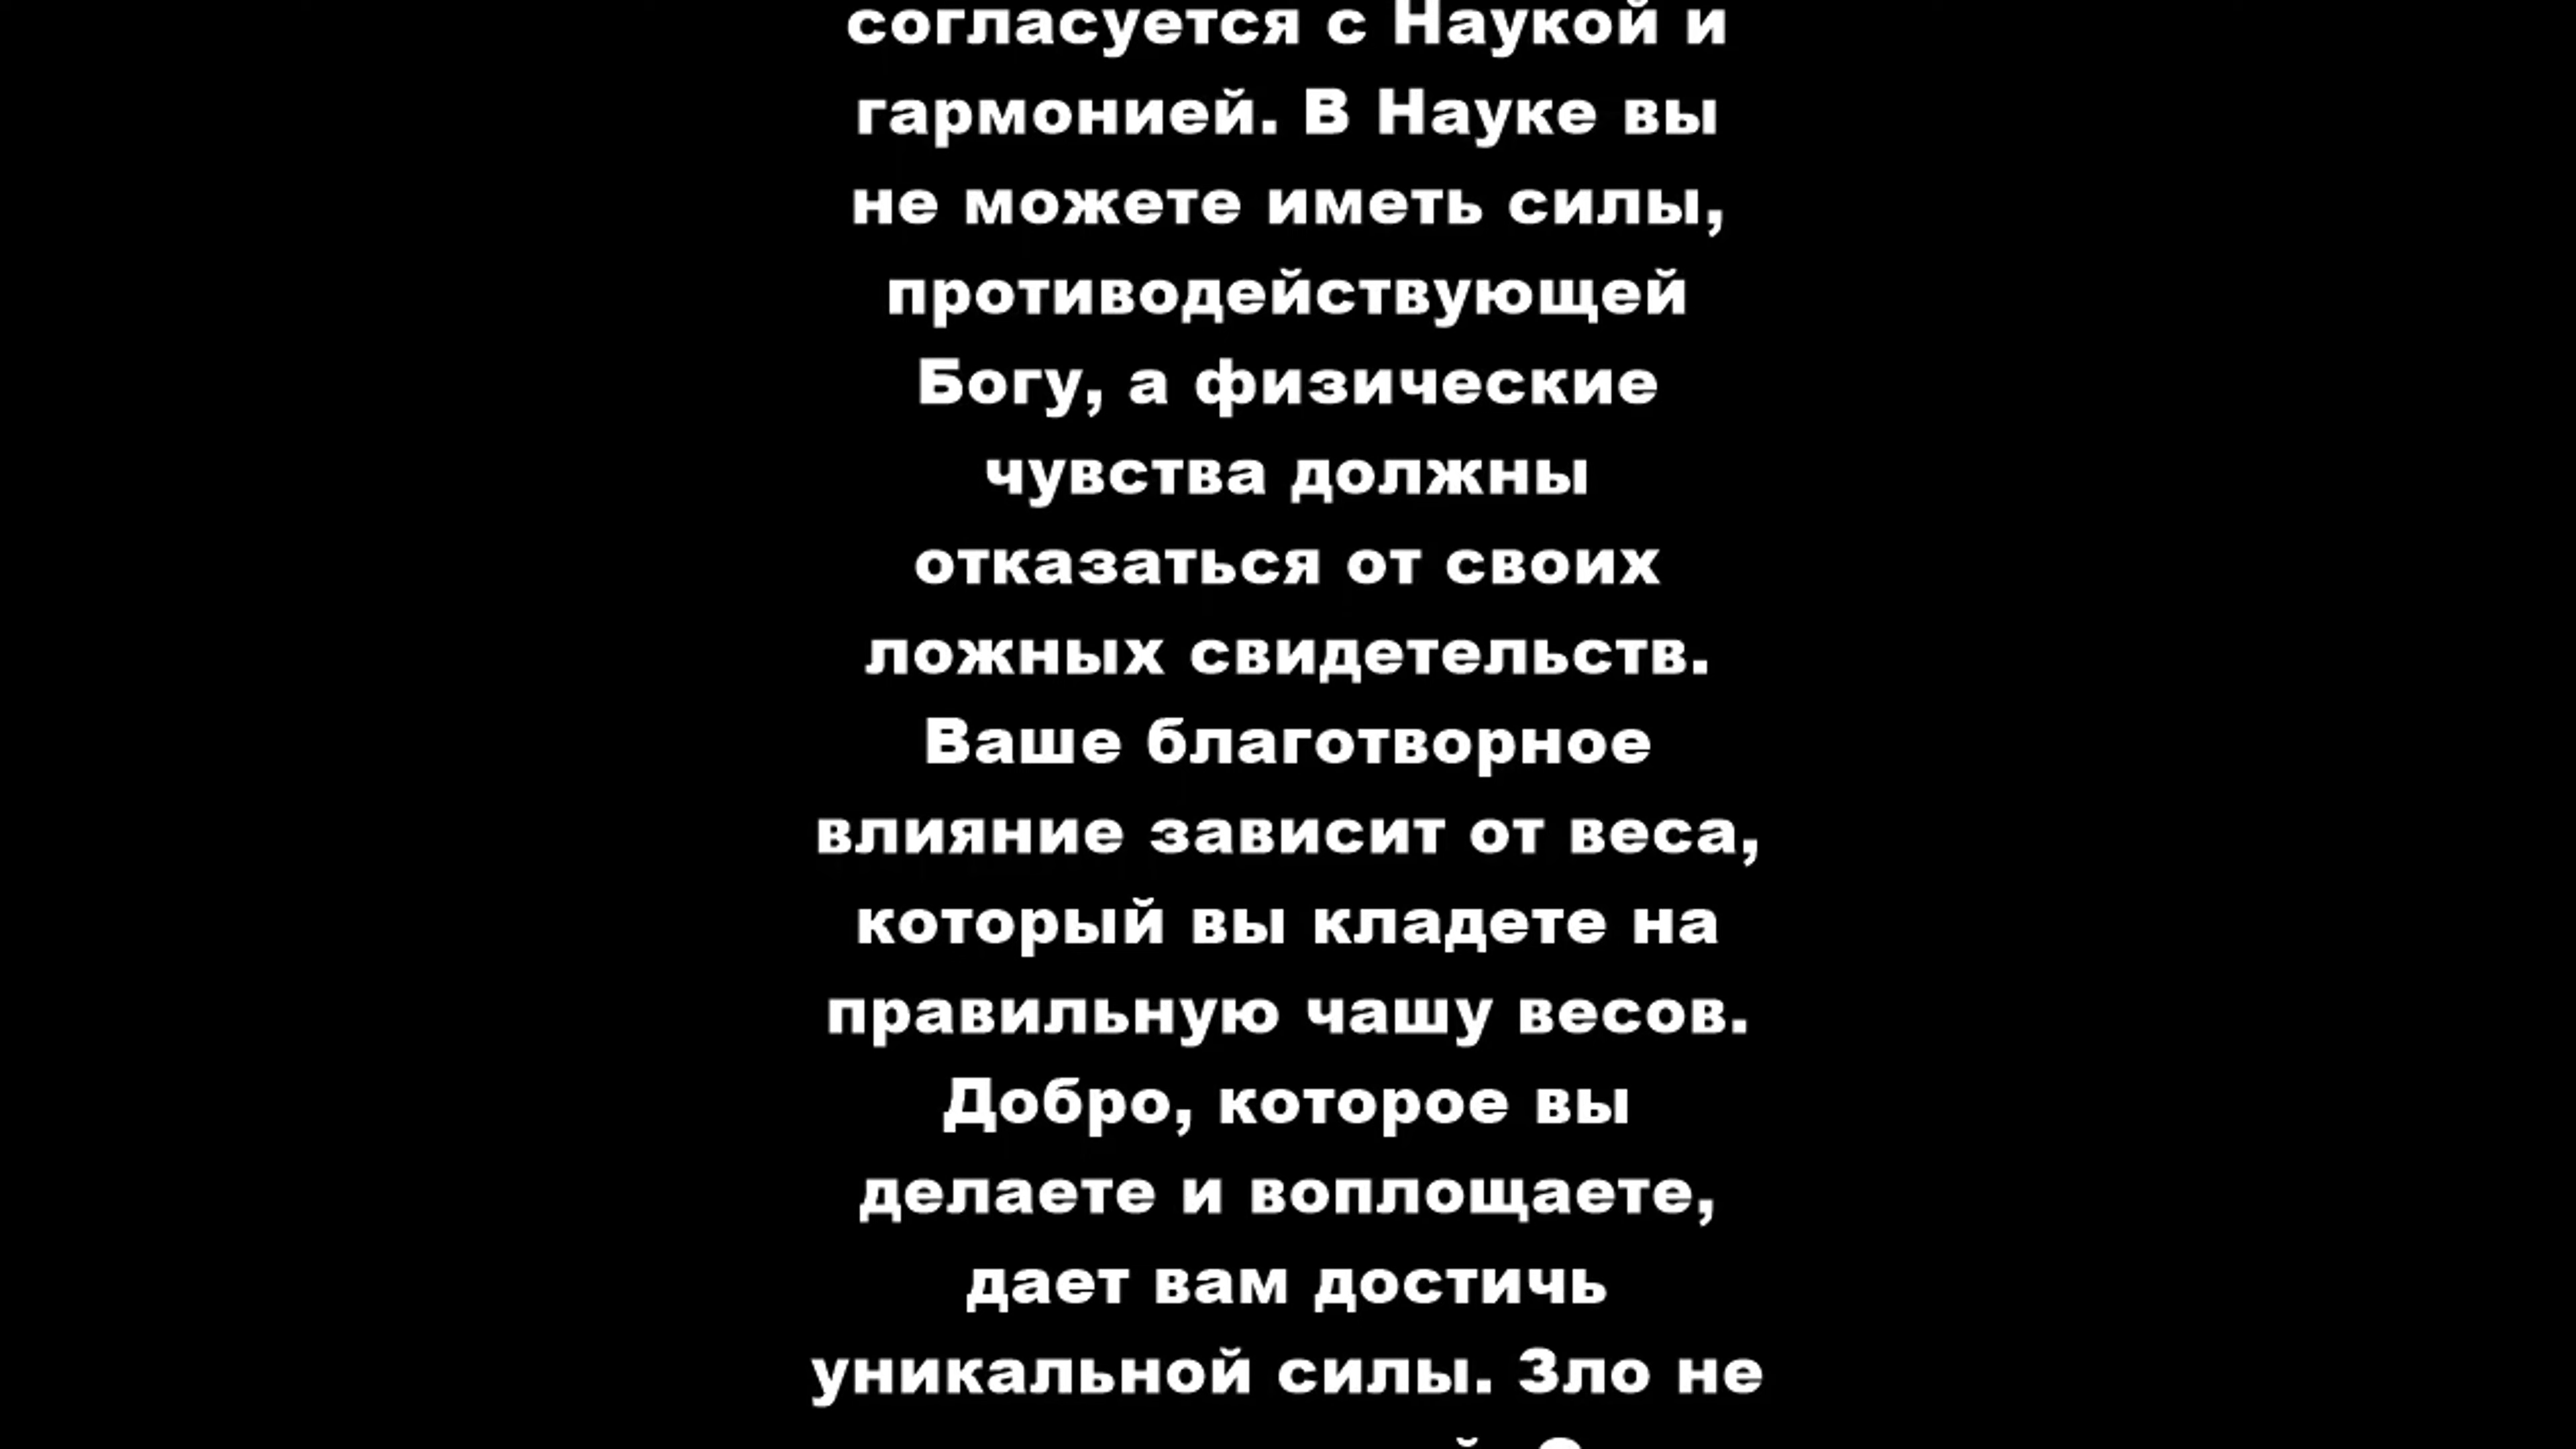 согласуется с Наукой и
гармонией. В Науке вы
не можете иметь силы,
противодействующей
Богу, а физические
чувства должны
отказаться от своих
ложных свидетельств.
Ваше благотворное
влияние зависит от веса,
который вы кладете на
правильную чашу весов.
Добро, которое вы
делаете и воплощаете,
дает вам достичь
уникальной силы. Зло не